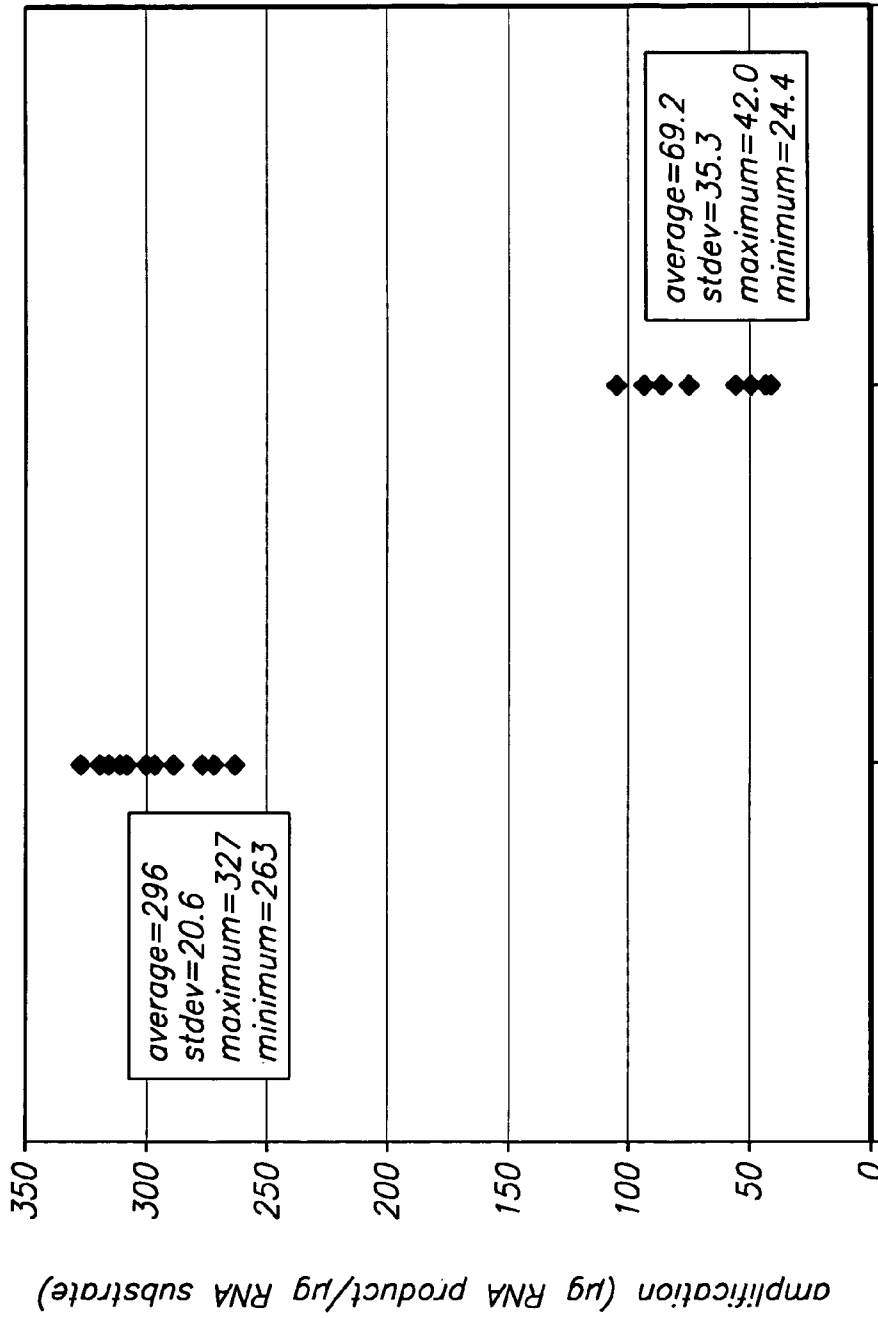 amplification (µg RNA product/µg RNA substrate)
350
300
250
200
150
100
50
0
average=296
stdev=20.6
maximum=327
minimum=263
average=69.2
stdev=35.3
maximum=42.0
minimum=24.4